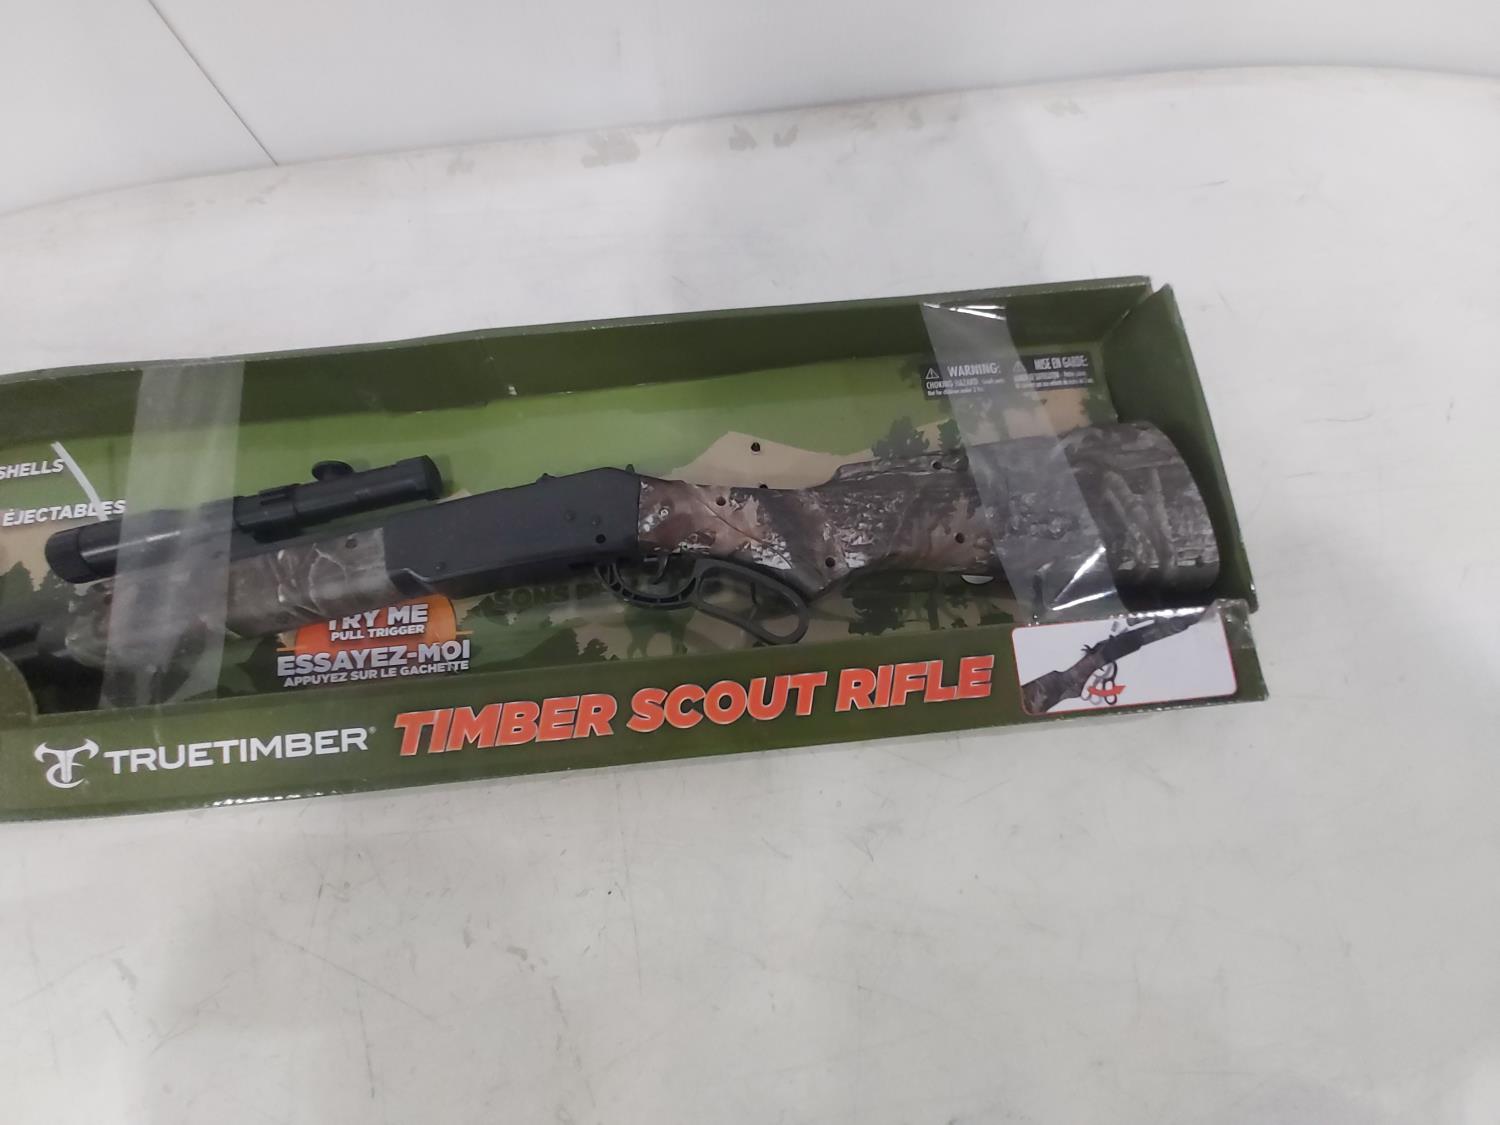 WARNING:
CHOKING HAZARD
MISE EN GARDE:
SHELLS
EJECTABLES
TRY ME
PULL TRIGGER
ESSAYEZ-MOI
APPUYEZ SUR LE GACHETTE
TRUETIMBER®
TIMBER SCOUT RIFLE